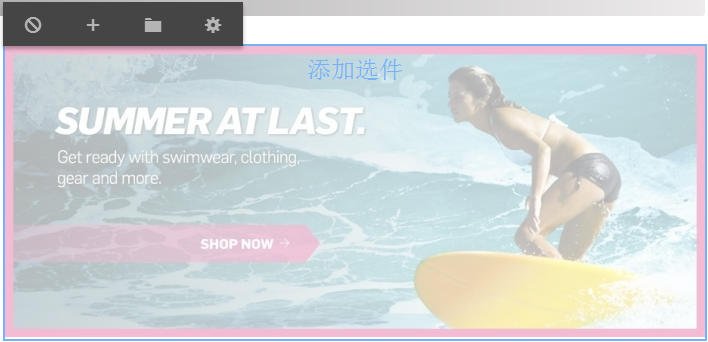 添加选件
SUMMER AT LAST.
Get ready with swimwear, clothing,
gear and more.
SHOP NOW →